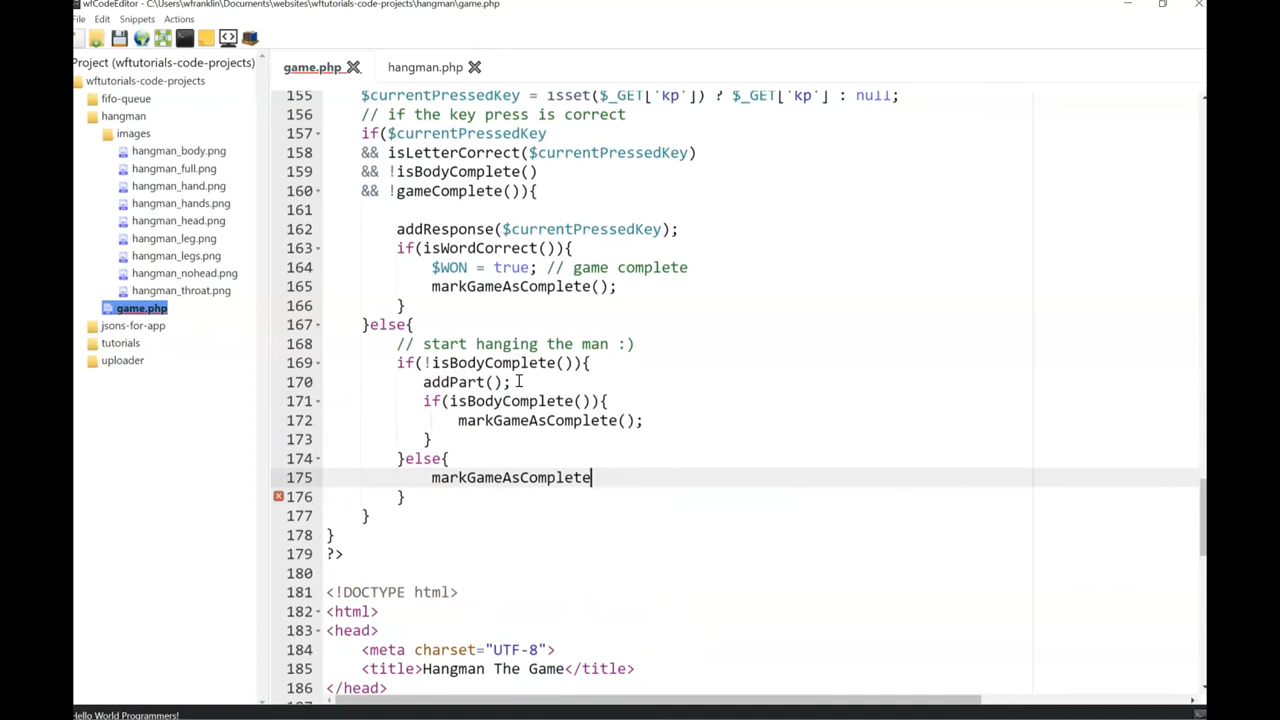 wfCodeEditor - C:\Users\wfranklin\Documents\websites\wftutorials-code-projects\hangman\game.php
File Edit Snippets Actions
Project (wftutorials-code-projects)
wftutorials-code-projects
fifo-queue
hangman
images
hangman_body.png
hangman_full.png
hangman_hand.png
hangman_hands.png
hangman_head.png
hangman_leg.png
hangman_legs.png
hangman_nohead.png
hangman_throat.png
game.php
jsons-for-app
tutorials
uploader
game.php hangman.php
155 $currentPressedKey = isset($_GET['kp']) ? $_GET['kp'] : null;
156 // if the key press is correct
157 if($currentPressedKey
158 && isLetterCorrect($currentPressedKey)
159 && !isBodyComplete()
160 && !gameComplete()){
161
162 addResponse($currentPressedKey);
163 if(isWordCorrect()){
164 $WON = true; // game complete
165 markGameAsComplete();
166 }
167 }else{
168 // start hanging the man :)
169 if(!isBodyComplete()){
170 addPart();
171 if(isBodyComplete()){
172 markGameAsComplete();
173 }
174 }else{
175 markGameAsComplete
176 }
177 }
178 }
179 ?>
180
181 <!DOCTYPE html>
182 <html>
183 <head>
184 <meta charset="UTF-8">
185 <title>Hangman The Game</title>
186 </head>
Hello World Programmers!